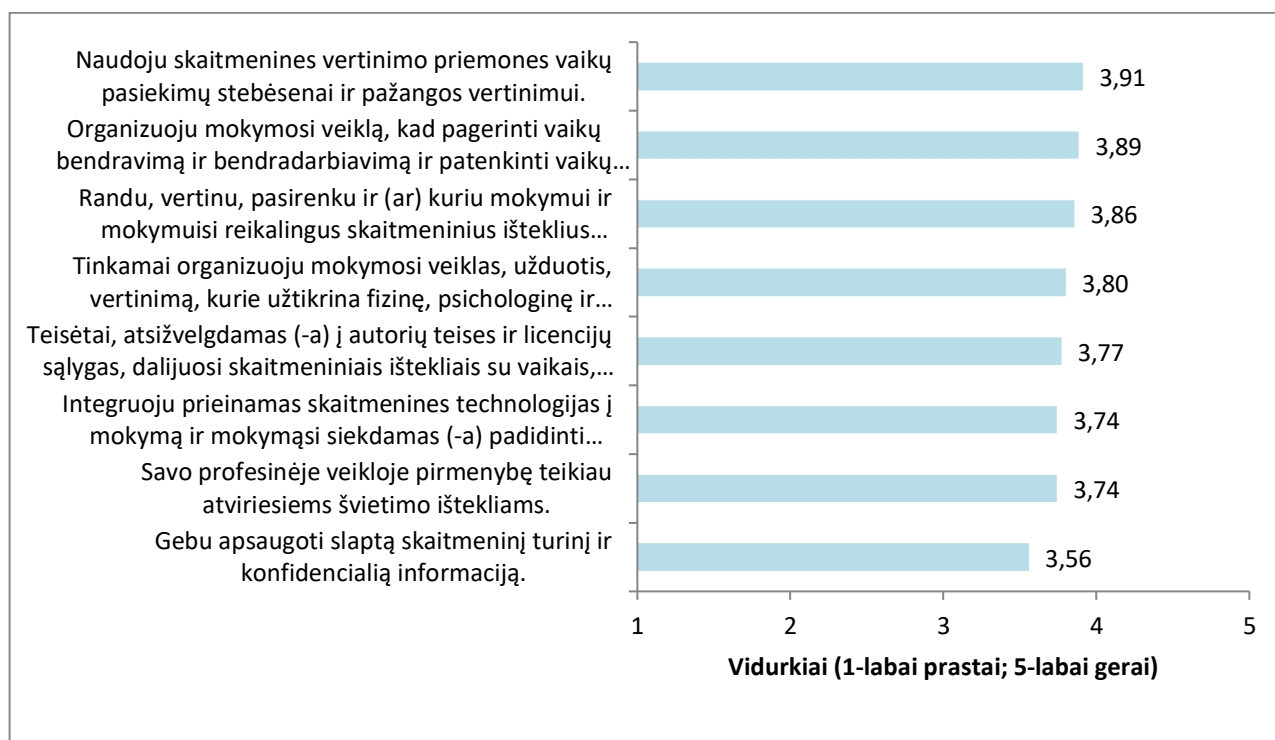 Naudoju skaitmenines vertinimo priemones vaikų
pasiekimų stebėsenai ir pažangos vertinimui.
3,91
Organizuoju mokymosi veiklą, kad pagerinti vaikų
bendravimą ir bendradarbiavimą ir patenkinti vaikų…
3,89
Randu, vertinu, pasirenku ir (ar) kuriu mokymui ir
mokymuisi reikalingus skaitmeninius išteklius…
3,86
Tinkamai organizuoju mokymosi veiklas, užduotis,
vertinimą, kurie užtikrina fizinę, psichologinę ir…
3,80
Teisėtai, atsižvelgdamas (-a) į autorių teises ir licencijų
sąlygas, dalijuosi skaitmeniniais ištekliais su vaikais,…
3,77
Integruoju prieinamas skaitmenines technologijas į
mokymą ir mokymąsi siekdamas (-a) padidinti…
3,74
Savo profesinėje veikloje pirmenybę teikiau
atviriesiems švietimo ištekliams.
3,74
Gebu apsaugoti slaptą skaitmeninį turinį ir
konfidencialią informaciją.
3,56
1 2 3 4 5
Vidurkiai (1-labai prastai; 5-labai gerai)